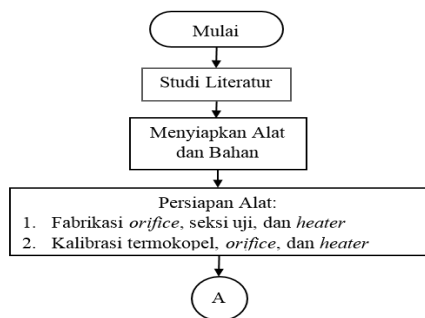 Mulai
Studi Literatur
Menyiapkan Alat
dan Bahan
Persiapan Alat:
1. Fabrikasi orifice, seksi uji, dan heater
2. Kalibrasi termokopel, orifice, dan heater
A